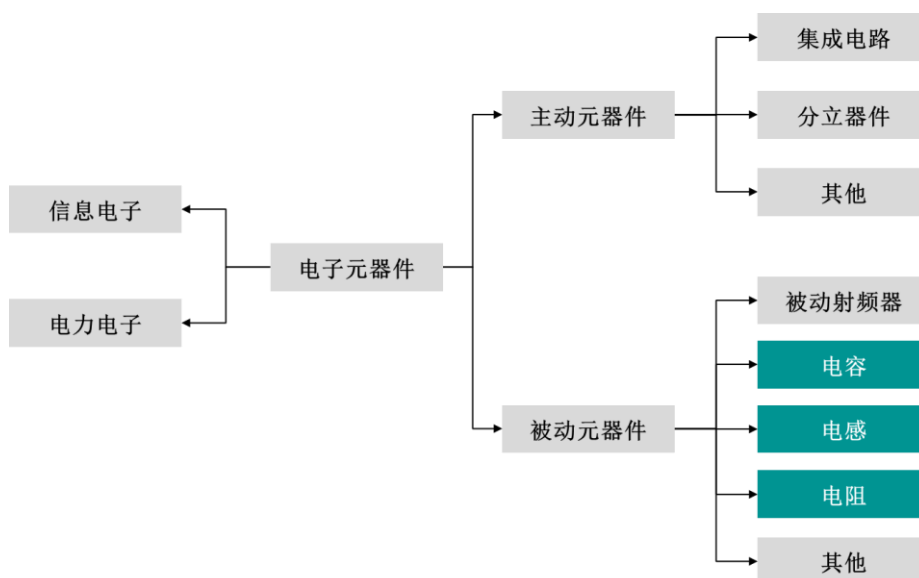 集成电路
主动元器件
分立器件
其他
信息电子
电子元器件
电力电子
被动射频器
电容
被动元器件
电感
电阻
其他